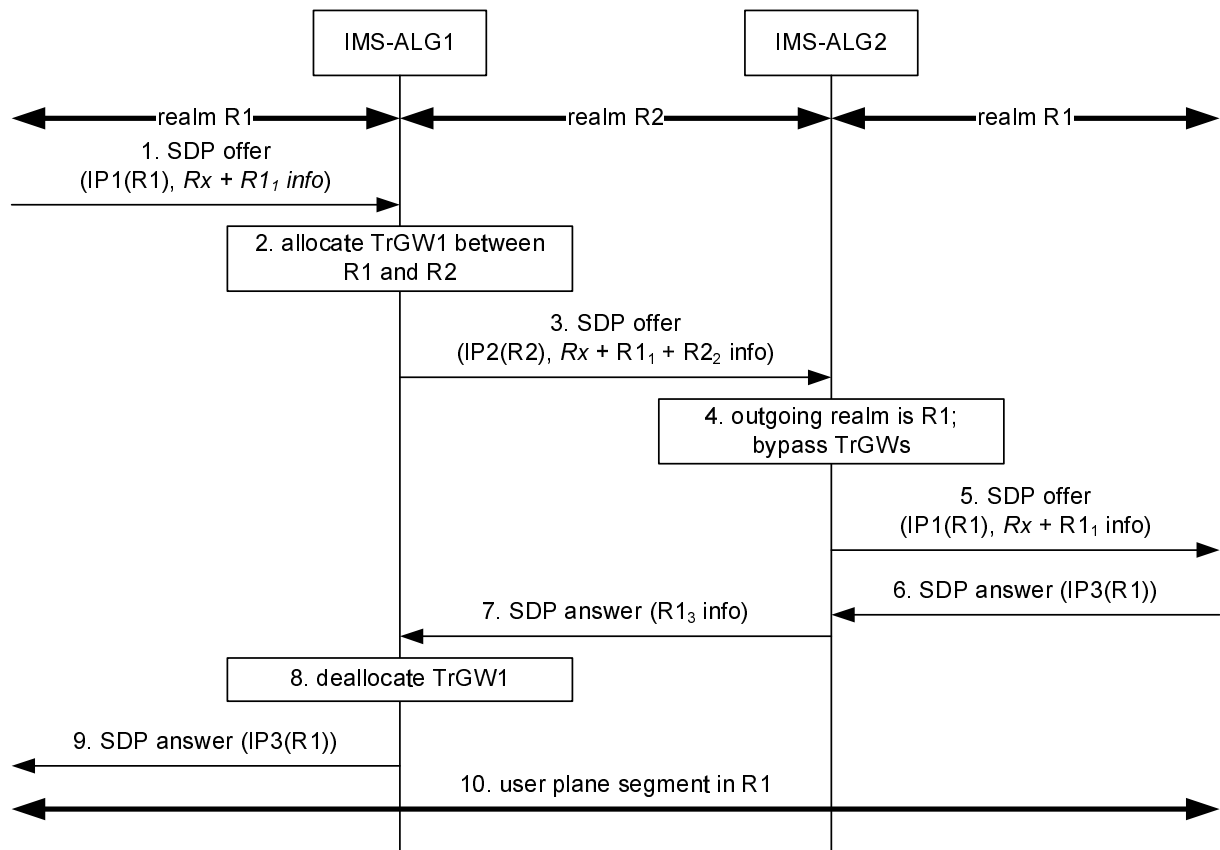 IMS-ALG1
IMS-ALG2
realm R1
realm R2
realm R1
1. SDP offer
(IP1(R1), Rx + R1₁ info)
2. allocate TrGW1 between
R1 and R2
3. SDP offer
(IP2(R2), Rx + R1₁ + R2₂ info)
4. outgoing realm is R1;
bypass TrGWs
5. SDP offer
(IP1(R1), Rx + R1₁ info)
6. SDP answer (IP3(R1))
7. SDP answer (R1₃ info)
8. deallocate TrGW1
9. SDP answer (IP3(R1))
10. user plane segment in R1